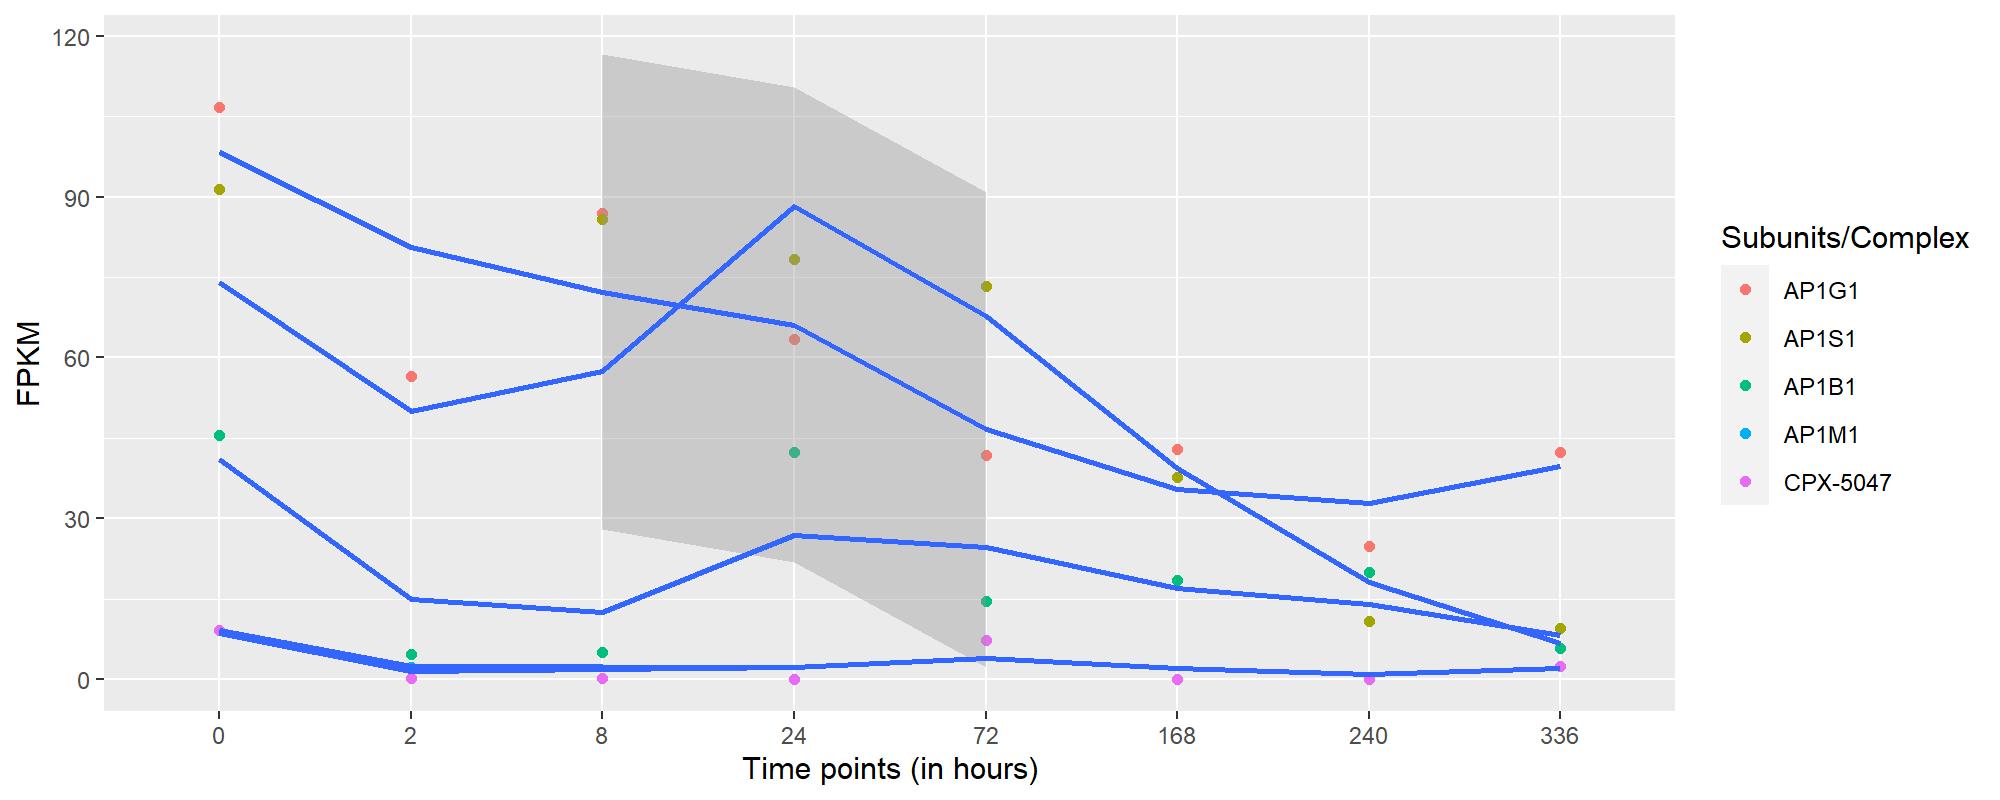 120
90
60
30
0
FPKM
0 2 8 24 72 168 240 336
Time points (in hours)
Subunits/Complex
AP1G1
AP1S1
AP1B1
AP1M1
CPX-5047